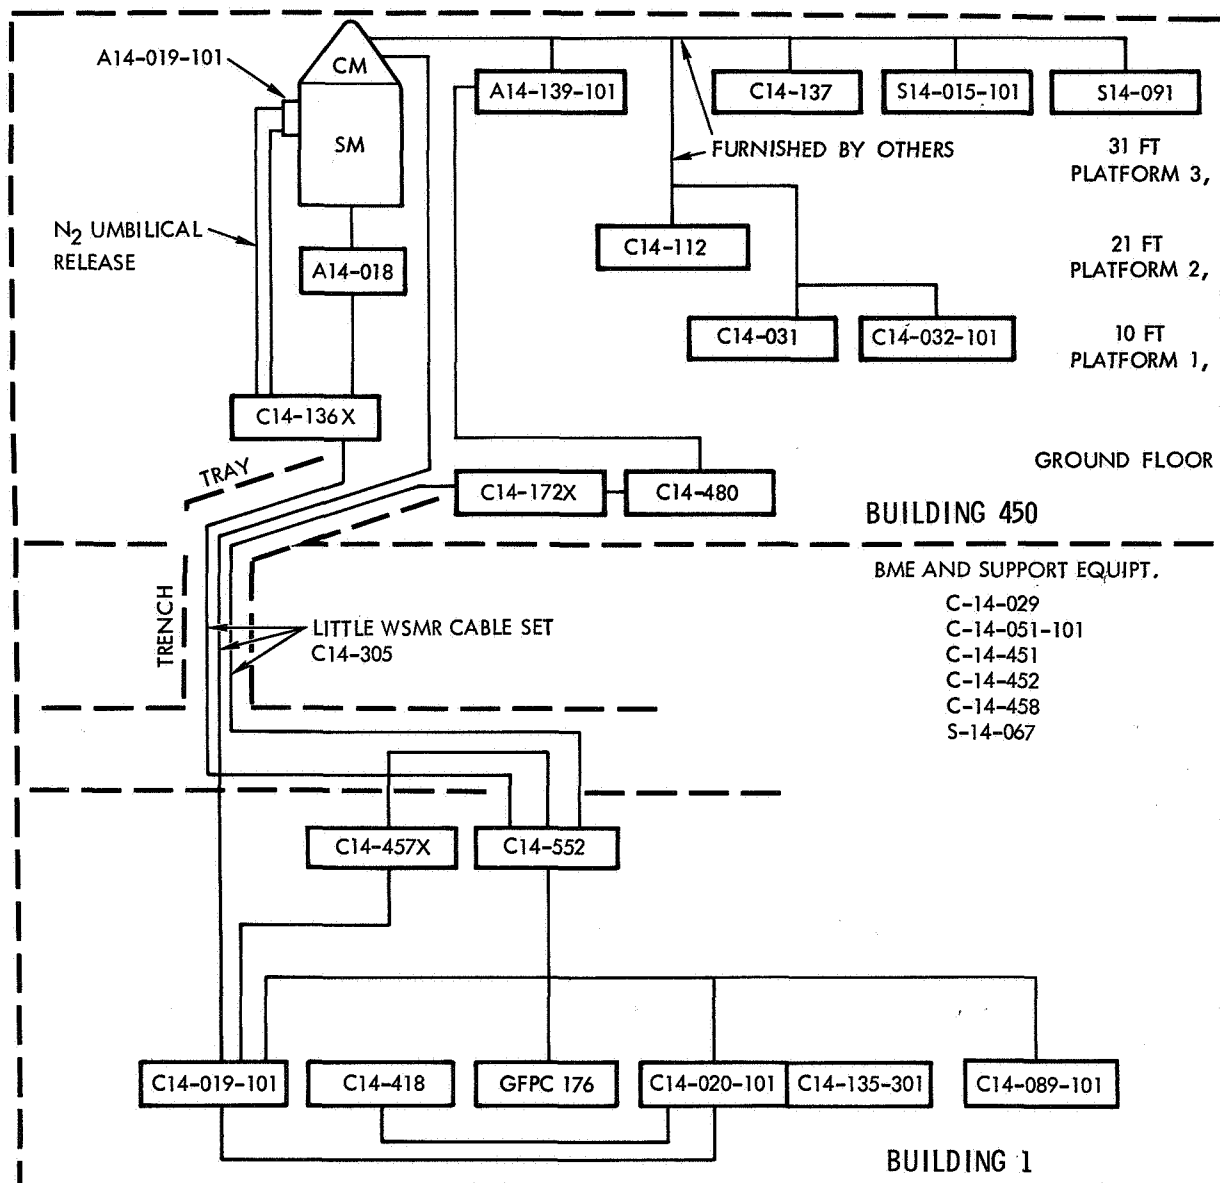 A14-019-101
CM
SM
A14-139-101
C14-137
S14-015-101
S14-091
FURNISHED BY OTHERS
31 FT
PLATFORM 3,
N2 UMBILICAL
RELEASE
A14-018
C14-112
21 FT
PLATFORM 2,
C14-031
C14-032-101
10 FT
PLATFORM 1,
C14-136X
TRAY
C14-172X
C14-480
GROUND FLOOR
BUILDING 450
BME AND SUPPORT EQUIPT.
C-14-029
C-14-051-101
C-14-451
C-14-452
C-14-458
S-14-067
TRENCH
LITTLE WSMR CABLE SET
C14-305
C14-457X
C14-552
C14-019-101
C14-418
GFPC 176
C14-020-101
C14-135-301
C14-089-101
BUILDING 1